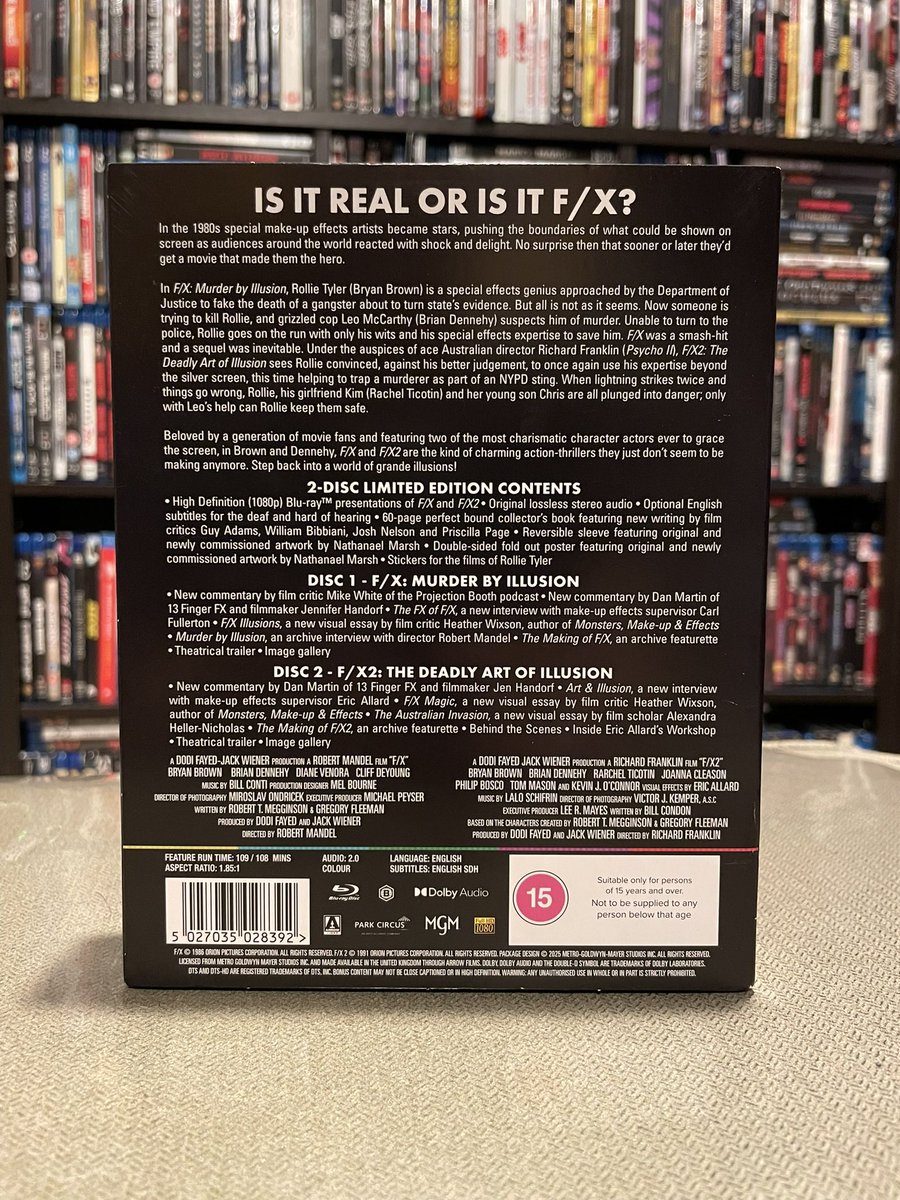 IS IT REAL OR IS IT F/X?
In the 1980s special make-up effects artists became stars, pushing the boundaries of what could be shown on
screen as audiences around the world reacted with shock and delight. No surprise then that sooner or later they'd
get a movie that made them the hero.
In F/X: Murder by Illusion, Rollie Tyler (Bryan Brown) is a special effects genius approached by the Department of
Justice to fake the death of a gangster about to turn state's evidence. But all is not as it seems. Now someone is
trying to kill Rollie, and grizzled cop Leo McCarthy (Brian Dennehy) suspects him of murder. Unable to turn to the
police, Rollie goes on the run with only his wits and his special effects expertise to save him. F/X was a smash-hit
and a sequel was inevitable. Under the auspices of ace Australian director Richard Franklin (Psycho II), F/X2: The
Deadly Art of Illusion sees Rollie convinced, against his better judgement, to once again use his expertise beyond
the silver screen, this time helping to trap a murderer as part of an NYPD sting. When lightning strikes twice and
things go wrong, Rollie, his girlfriend Kim (Rachel Ticotin) and her young son Chris are all plunged into danger; only
with Leo's help can Rollie keep them safe.
Beloved by a generation of movie fans and featuring two of the most charismatic character actors ever to grace
the screen, in Brown and Dennehy, F/X and F/X2 are the kind of charming action-thrillers they just don't seem to be
making anymore. Step back into a world of grande illusions!
2-DISC LIMITED EDITION CONTENTS
• High Definition (1080p) Blu-ray™ presentations of F/X and F/X2 • Original lossless stereo audio • Optional English
subtitles for the deaf and hard of hearing • 60-page perfect bound collector's book featuring new writing by film
critics Guy Adams, William Bibbiani, Josh Nelson and Priscilla Page • Reversible sleeve featuring original and
newly commissioned artwork by Nathanael Marsh • Double-sided fold out poster featuring original and newly
commissioned artwork by Nathanael Marsh • Stickers for the films of Rollie Tyler
DISC 1 - F/X: MURDER BY ILLUSION
• New commentary by film critic Mike White of the Projection Booth podcast • New commentary by Dan Martin of
13 Finger FX and filmmaker Jennifer Handorf • The FX of F/X, a new interview with make-up effects supervisor Carl
Fullerton • F/X Illusions, a new visual essay by film critic Heather Wixson, author of Monsters, Make-up & Effects
• Murder by Illusion, an archive interview with director Robert Mandel • The Making of F/X, an archive featurette
• Theatrical trailer • Image gallery
DISC 2 - F/X2: THE DEADLY ART OF ILLUSION
• New commentary by Dan Martin of 13 Finger FX and filmmaker Jen Handorf • Art & Illusion, a new interview
with make-up effects supervisor Eric Allard • F/X Magic, a new visual essay by film critic Heather Wixson,
author of Monsters, Make-up & Effects • The Australian Invasion, a new visual essay by film scholar Alexandra
Heller-Nicholas • The Making of F/X2, an archive featurette • Behind the Scenes • Inside Eric Allard's Workshop
• Theatrical trailer • Image gallery
A DODI FAYED-JACK WIENER PRODUCTION A ROBERT MANDEL FILM "F/X"
BRYAN BROWN BRIAN DENNEHY DIANE VENORA CLIFF DEYOUNG
MUSIC BY BILL CONTI PRODUCTION DESIGNER MEL BOURNE
DIRECTOR OF PHOTOGRAPHY MIROSLAV ONDRICEK EXECUTIVE PRODUCER MICHAEL PEYSER
WRITTEN BY ROBERT T. MEGGINSON & GREGORY FLEEMAN
PRODUCED BY DODI FAYED AND JACK WIENER
DIRECTED BY ROBERT MANDEL
A DODI FAYED JACK WIENER PRODUCTION A RICHARD FRANKLIN FILM "F/X2"
BRYAN BROWN BRIAN DENNEHY RARCHEL TICOTIN JOANNA GLEASON
PHILIP BOSCO TOM MASON AND KEVIN J. O'CONNOR VISUAL EFFECTS BY ERIC ALLARD
MUSIC BY LALO SCHIFRIN DIRECTOR OF PHOTOGRAPHY VICTOR J. KEMPER, A.S.C
EXECUTIVE PRODUCER LEE R. MAYES WRITTEN BY BILL CONDON
BASED ON THE CHARACTERS CREATED BY ROBERT T. MEGGINSON & GREGORY FLEEMAN
PRODUCED BY DODI FAYED AND JACK WIENER DIRECTED BY RICHARD FRANKLIN
FEATURE RUN TIME: 109 / 108 MINS
ASPECT RATIO: 1.85:1
AUDIO: 2.0
COLOUR
LANGUAGE: ENGLISH
SUBTITLES: ENGLISH SDH
5 027035 028392 >
Blu-ray Disc
B
Dolby Audio
ARROW
PARK CIRCUS
MGM
Full HD
1080
15
Suitable only for persons
of 15 years and over.
Not to be supplied to any
person below that age
F/X © 1986 ORION PICTURES CORPORATION. ALL RIGHTS RESERVED. F/X 2 © 1991 ORION PICTURES CORPORATION. ALL RIGHTS RESERVED. PACKAGE DESIGN © 2025 METRO-GOLDWYN-MAYER STUDIOS INC. ALL RIGHTS RESERVED.
LICENSED FROM METRO GOLDWYN MAYER STUDIOS INC. AND MADE AVAILABLE IN THE UNITED KINGDOM THROUGH ARROW FILMS. DOLBY, DOLBY AUDIO AND THE DOUBLE-D SYMBOL ARE TRADEMARKS OF DOLBY LABORATORIES.
DTS AND DTS-HD ARE REGISTERED TRADEMARKS OF DTS, INC. BONUS CONTENT MAY NOT BE CLOSE CAPTIONED OR IN HIGH DEFINITION. WARNING: ANY UNAUTHORISED USE IN WHOLE OR IN PART IS STRICTLY PROHIBITED.